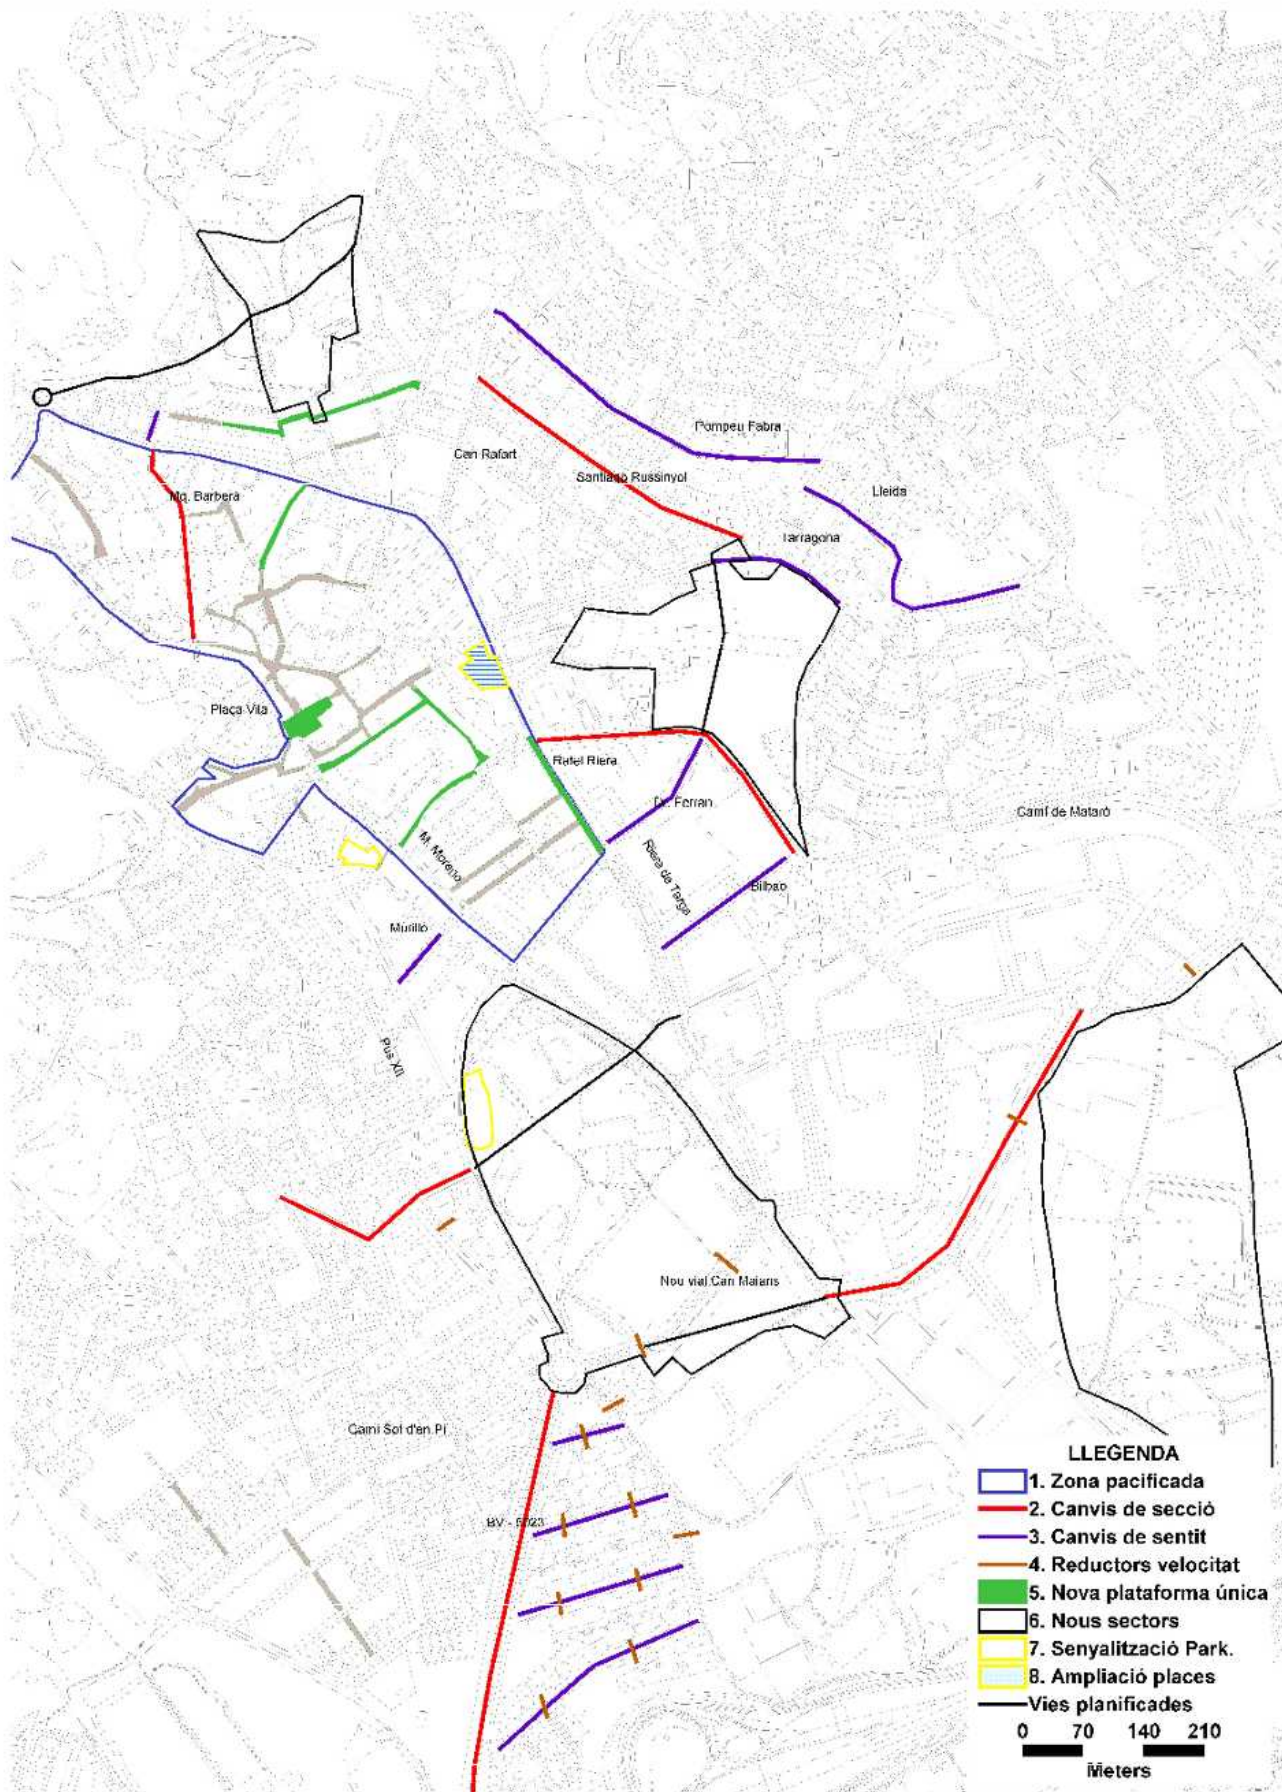 Pompeu Fabra
Can Rafart
Santiago Russinyol
Lleida
Mq. Barberà
Tarragona
Plaça Vila
Rafel Riera
Dr. Ferran
Camí de Mataró
M. Moreno
Riera de Targa
Bilbao
Murillo
Pius XII
Nou vial Can Maians
Camí Sot d'en Pi
BV - 5023
LLEGENDA
1. Zona pacificada
2. Canvis de secció
3. Canvis de sentit
4. Reductors velocitat
5. Nova plataforma única
6. Nous sectors
7. Senyalització Park.
8. Ampliació places
Vies planificades
0 70 140 210
Meters